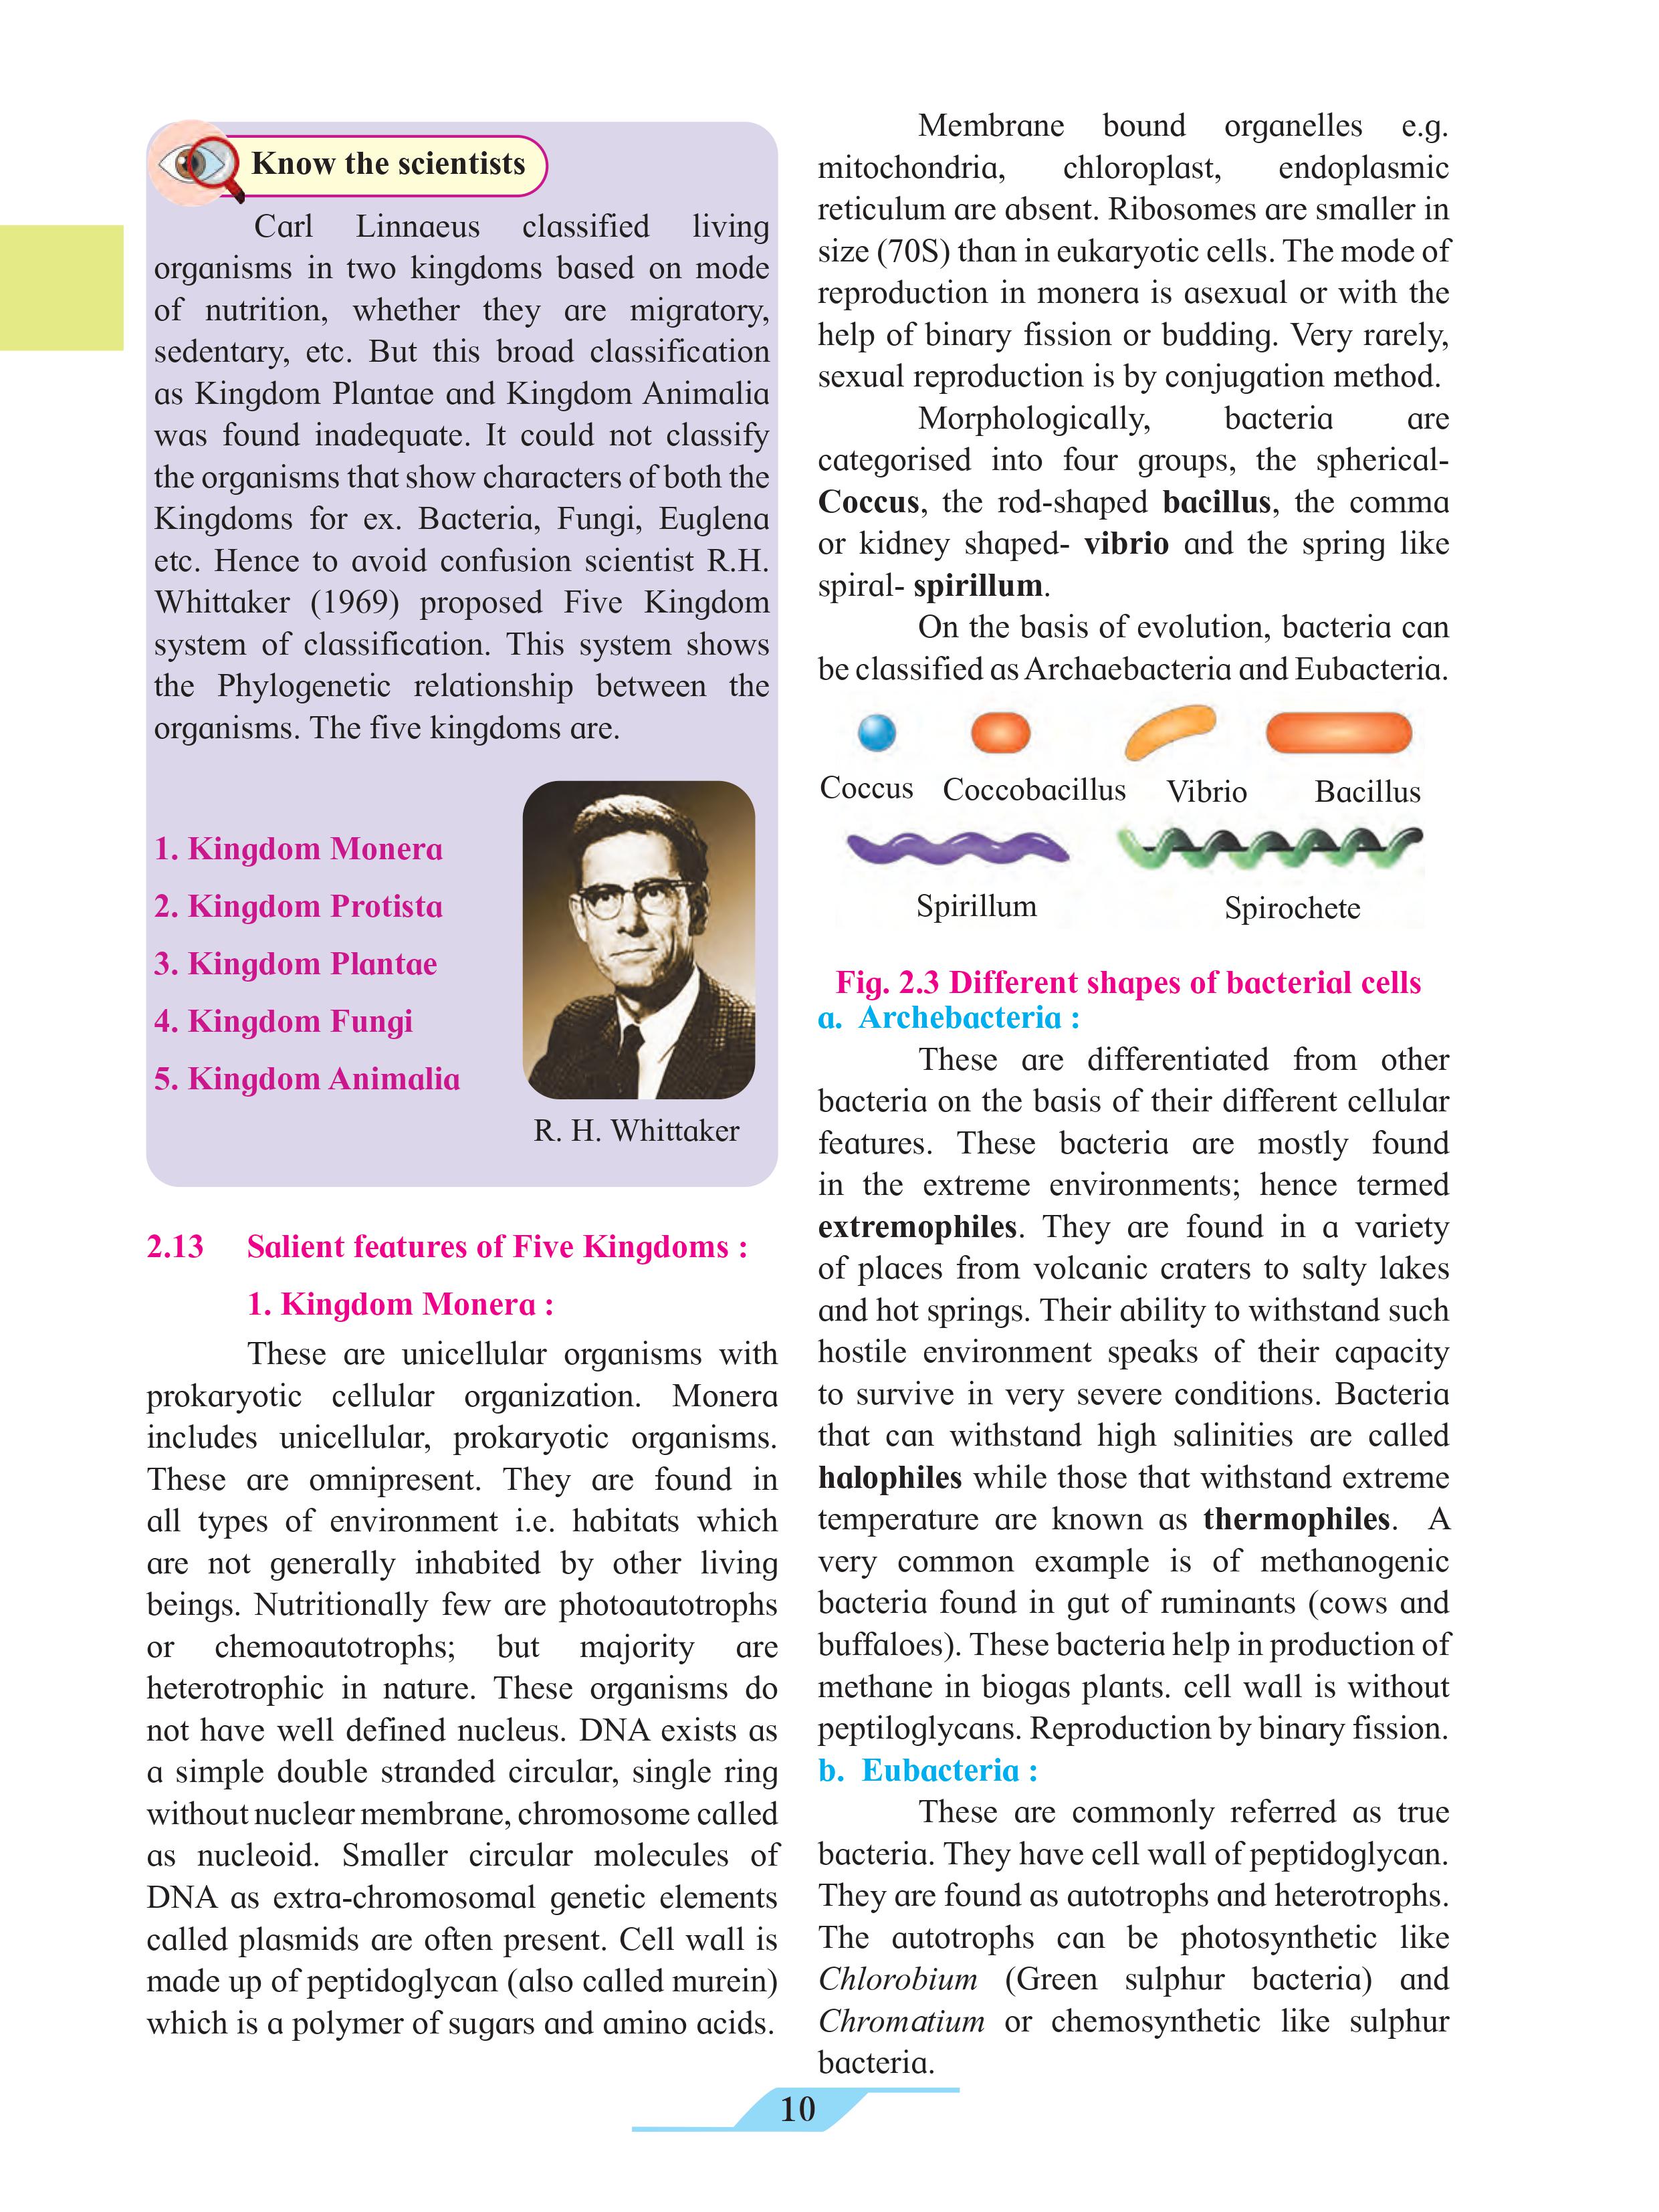 Know the scientists
Carl Linnaeus classified living
organisms in two kingdoms based on mode
of nutrition, whether they are migratory,
sedentary, etc. But this broad classification
as Kingdom Plantae and Kingdom Animalia
was found inadequate. It could not classify
the organisms that show characters of both the
Kingdoms for ex. Bacteria, Fungi, Euglena
etc. Hence to avoid confusion scientist R.H.
Whittaker (1969) proposed Five Kingdom
system of classification. This system shows
the Phylogenetic relationship between the
organisms. The five kingdoms are.
1. Kingdom Monera
2. Kingdom Protista
3. Kingdom Plantae
4. Kingdom Fungi
5. Kingdom Animalia
R. H. Whittaker
2.13 Salient features of Five Kingdoms :
1. Kingdom Monera :
These are unicellular organisms with
prokaryotic cellular organization. Monera
includes unicellular, prokaryotic organisms.
These are omnipresent. They are found in
all types of environment i.e. habitats which
are not generally inhabited by other living
beings. Nutritionally few are photoautotrophs
or chemoautotrophs; but majority are
heterotrophic in nature. These organisms do
not have well defined nucleus. DNA exists as
a simple double stranded circular, single ring
without nuclear membrane, chromosome called
as nucleoid. Smaller circular molecules of
DNA as extra-chromosomal genetic elements
called plasmids are often present. Cell wall is
made up of peptidoglycan (also called murein)
which is a polymer of sugars and amino acids.
Membrane bound organelles e.g.
mitochondria, chloroplast, endoplasmic
reticulum are absent. Ribosomes are smaller in
size (70S) than in eukaryotic cells. The mode of
reproduction in monera is asexual or with the
help of binary fission or budding. Very rarely,
sexual reproduction is by conjugation method.
Morphologically, bacteria are
categorised into four groups, the spherical-
Coccus, the rod-shaped bacillus, the comma
or kidney shaped- vibrio and the spring like
spiral- spirillum.
On the basis of evolution, bacteria can
be classified as Archaebacteria and Eubacteria.
Coccus Coccobacillus Vibrio Bacillus
Spirillum Spirochete
Fig. 2.3 Different shapes of bacterial cells
a. Archebacteria :
These are differentiated from other
bacteria on the basis of their different cellular
features. These bacteria are mostly found
in the extreme environments; hence termed
extremophiles. They are found in a variety
of places from volcanic craters to salty lakes
and hot springs. Their ability to withstand such
hostile environment speaks of their capacity
to survive in very severe conditions. Bacteria
that can withstand high salinities are called
halophiles while those that withstand extreme
temperature are known as thermophiles. A
very common example is of methanogenic
bacteria found in gut of ruminants (cows and
buffaloes). These bacteria help in production of
methane in biogas plants. cell wall is without
peptiloglycans. Reproduction by binary fission.
b. Eubacteria :
These are commonly referred as true
bacteria. They have cell wall of peptidoglycan.
They are found as autotrophs and heterotrophs.
The autotrophs can be photosynthetic like
Chlorobium (Green sulphur bacteria) and
Chromatium or chemosynthetic like sulphur
bacteria.
10